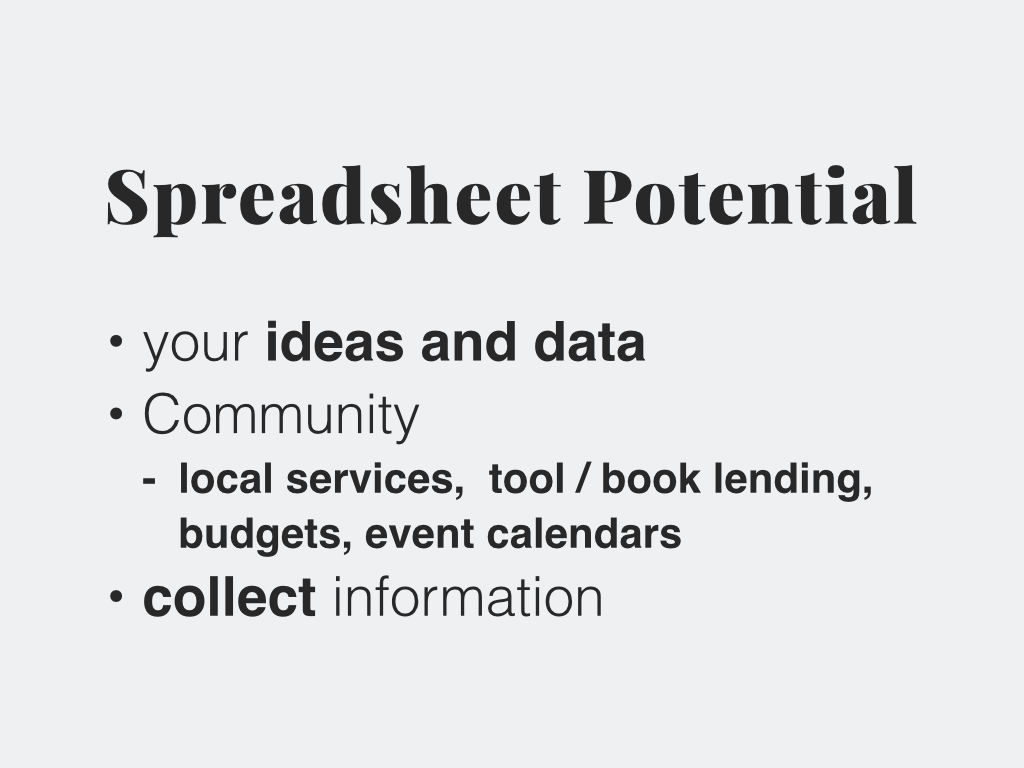 Spreadsheet Potential
• your ideas and data
• Community
- local services,  tool / book lending,
budgets, event calendars
• collect information